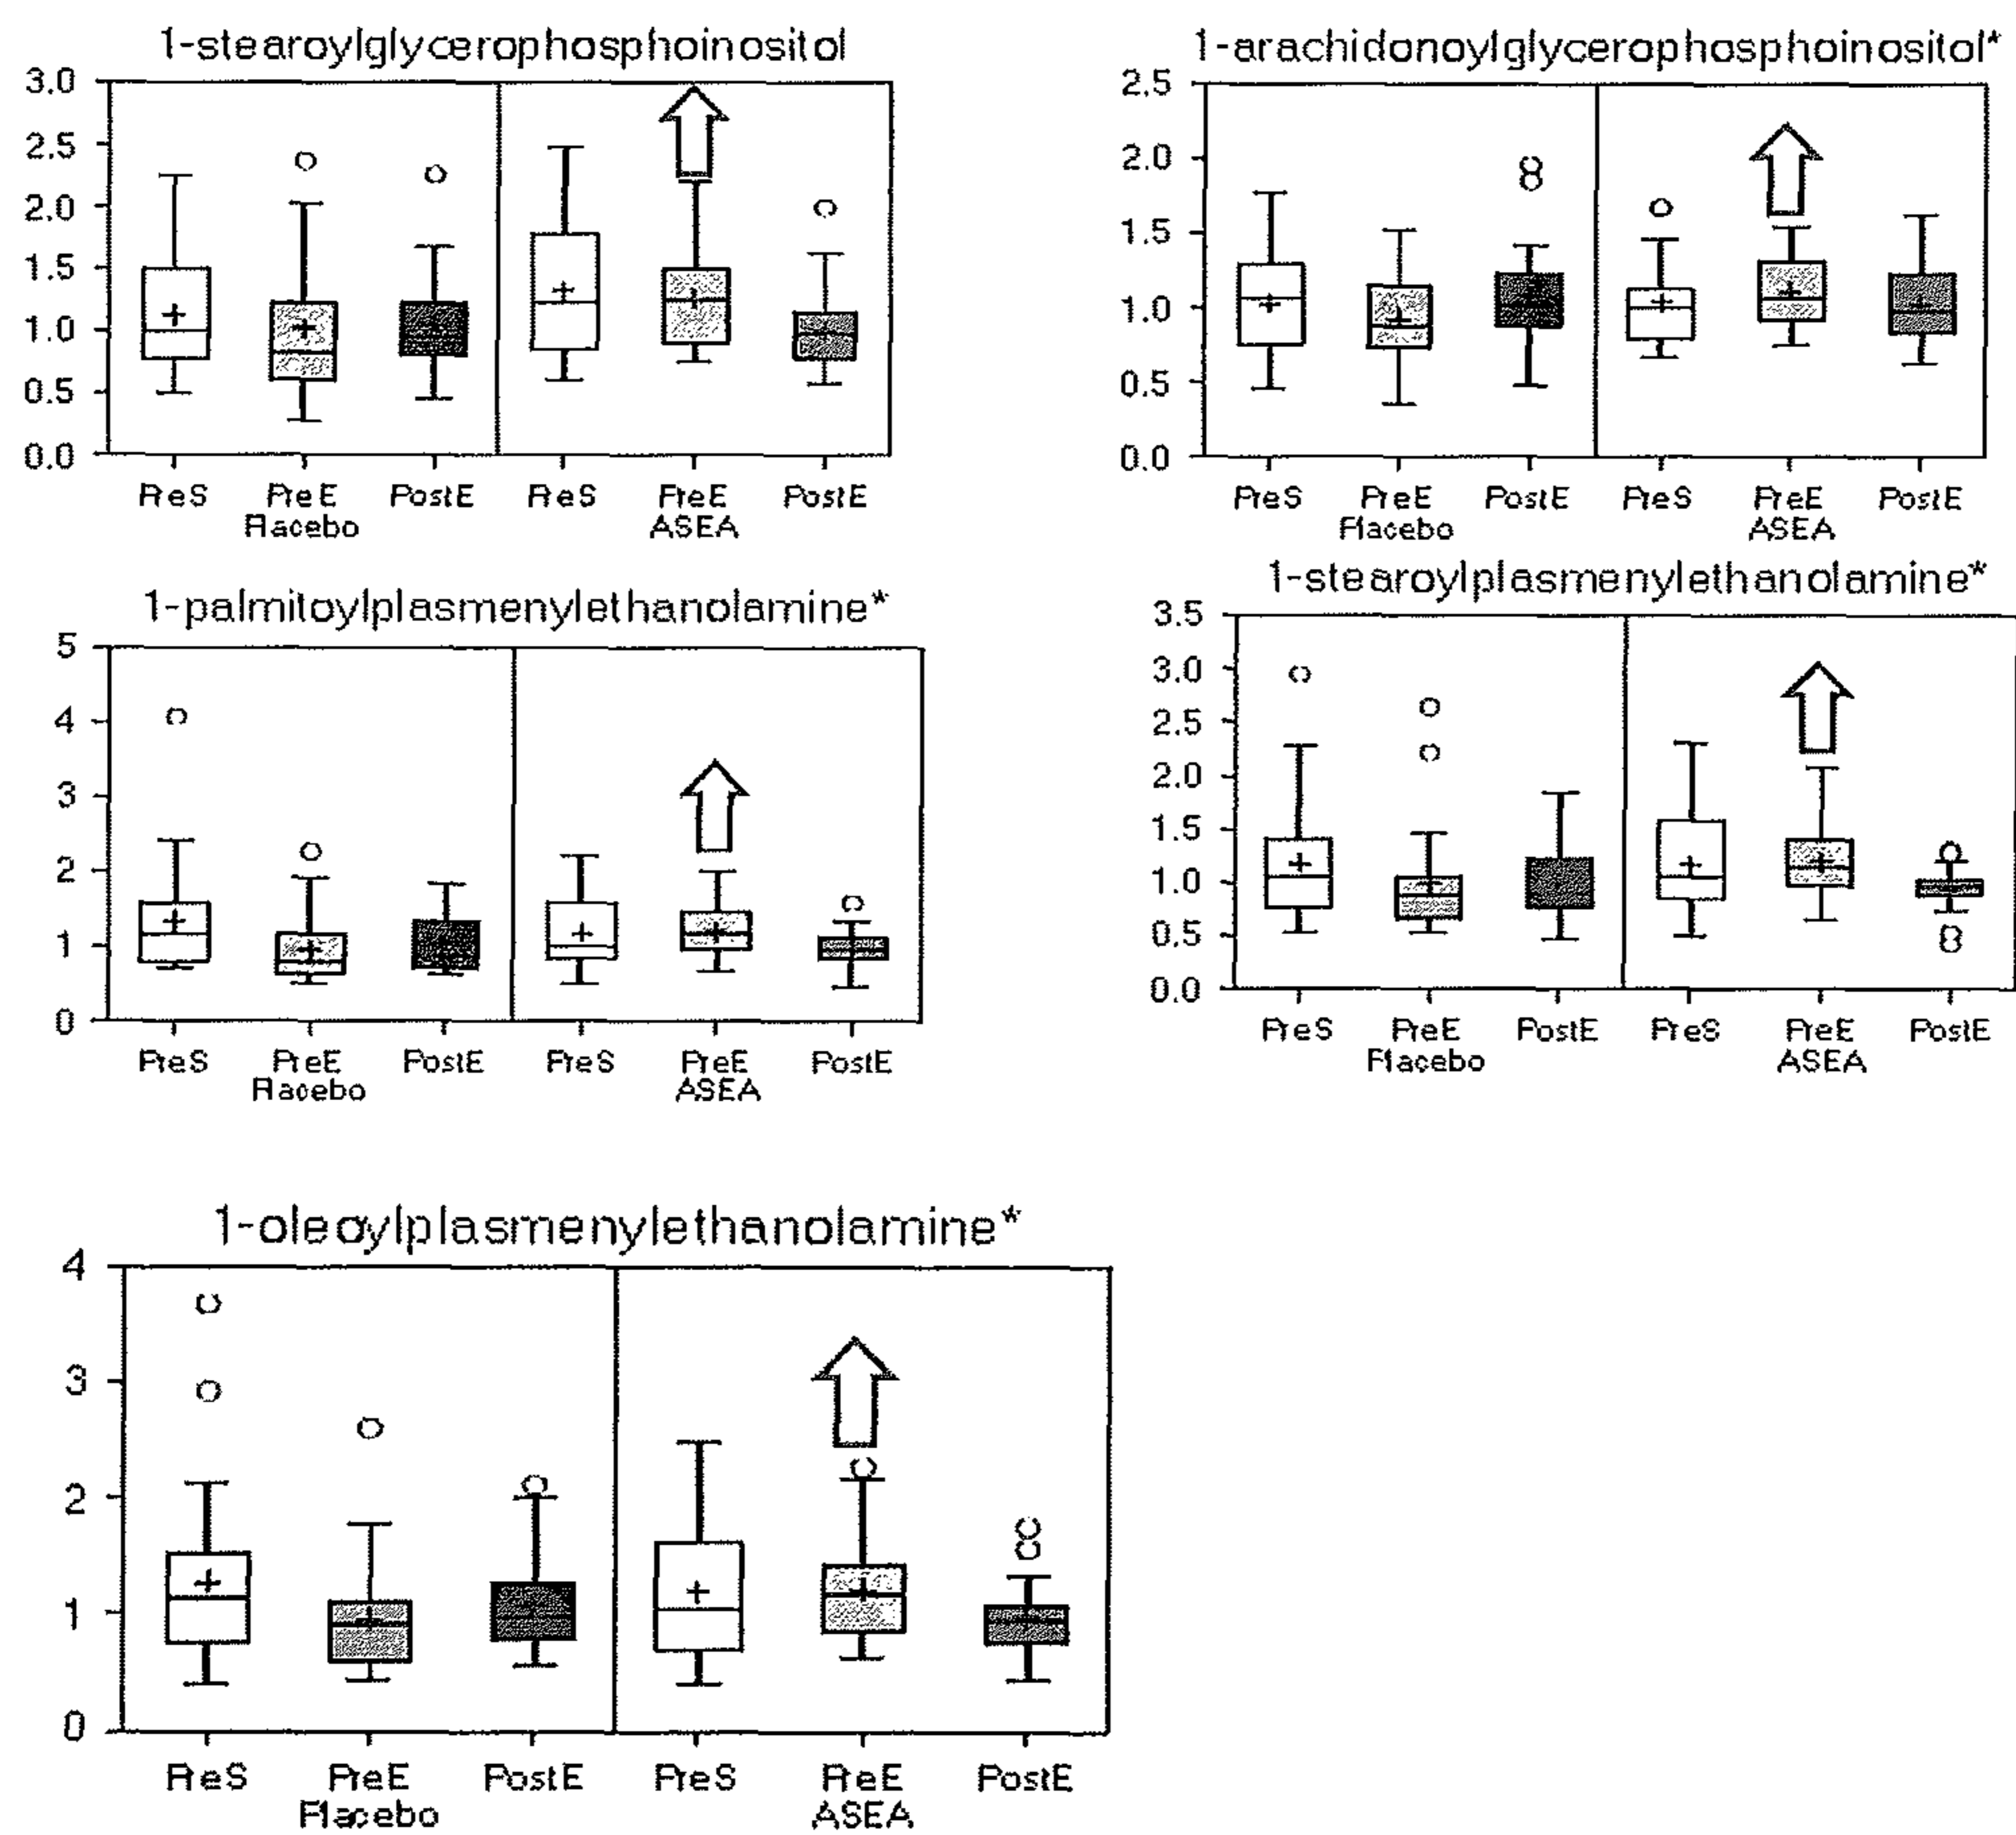 1-stearoylglycerophosphoinositol
3.0
2.5
2.0
1.5
1.0
0.5
0.0
PreS PreE PostE PreS PreE PostE
Placebo ASEA
1-arachidonoylglycerophosphoinositol*
2.5
2.0
1.5
1.0
0.5
0.0
PreS PreE PostE PreS PreE PostE
Placebo ASEA
1-palmitoylplasmenylethanolamine*
5
4
3
2
1
0
PreS PreE PostE PreS PreE PostE
Placebo ASEA
1-stearoylplasmenylethanolamine*
3.5
3.0
2.5
2.0
1.5
1.0
0.5
0.0
PreS PreE PostE PreS PreE PostE
Placebo ASEA
1-oleoylplasmenylethanolamine*
4
3
2
1
0
PreS PreE PostE PreS PreE PostE
Placebo ASEA